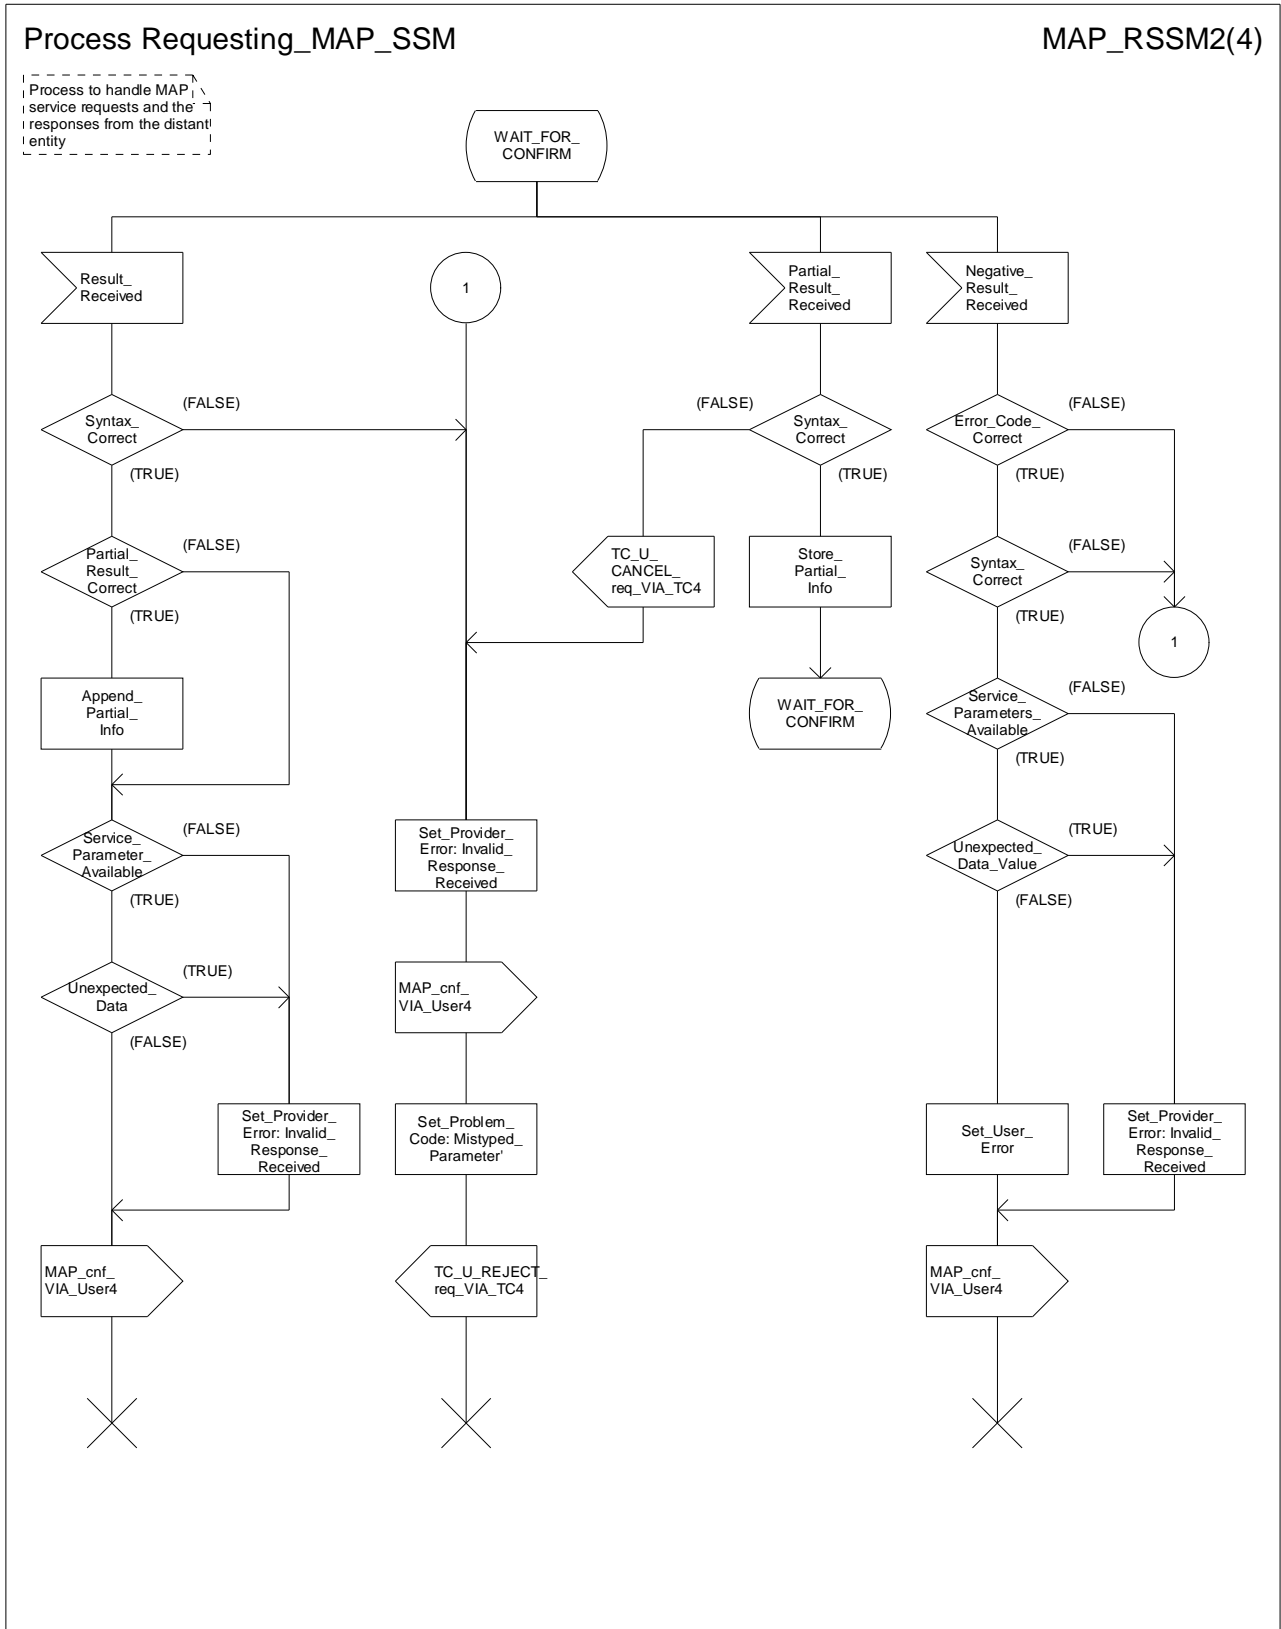 Process Requesting_MAP_SSM
MAP_RSSM2(4)
Process to handle MAP
service requests and the
responses from the distant
entity
WAIT_FOR_
CONFIRM
Result_
Received
1
Partial_
Result_
Received
Negative_
Result_
Received
Syntax_
Correct
(FALSE)
(TRUE)
(FALSE)
Syntax_
Correct
(TRUE)
Error_Code_
Correct
(FALSE)
(TRUE)
Partial_
Result_
Correct
(FALSE)
(TRUE)
TC_U_
CANCEL_
req_VIA_TC4
Store_
Partial_
Info
Syntax_
Correct
(FALSE)
(TRUE)
1
Append_
Partial_
Info
WAIT_FOR_
CONFIRM
Service_
Parameters_
Available
(FALSE)
(TRUE)
Service_
Parameter_
Available
(FALSE)
(TRUE)
Set_Provider_
Error: Invalid_
Response_
Received
Unexpected_
Data_Value
(TRUE)
(FALSE)
Unexpected_
Data
(TRUE)
(FALSE)
MAP_cnf_
VIA_User4
Set_Provider_
Error: Invalid_
Response_
Received
Set_Problem_
Code: Mistyped_
Parameter'
Set_User_
Error
Set_Provider_
Error: Invalid_
Response_
Received
MAP_cnf_
VIA_User4
TC_U_REJECT_
req_VIA_TC4
MAP_cnf_
VIA_User4